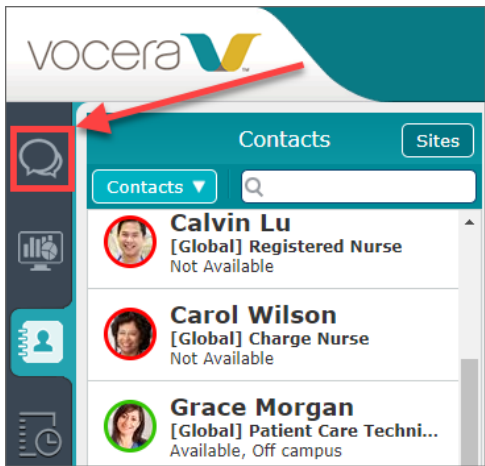 vocera
Contacts
Sites
Contacts ▼
Calvin Lu
[Global] Registered Nurse
Not Available
Carol Wilson
[Global] Charge Nurse
Not Available
Grace Morgan
[Global] Patient Care Techni...
Available, Off campus